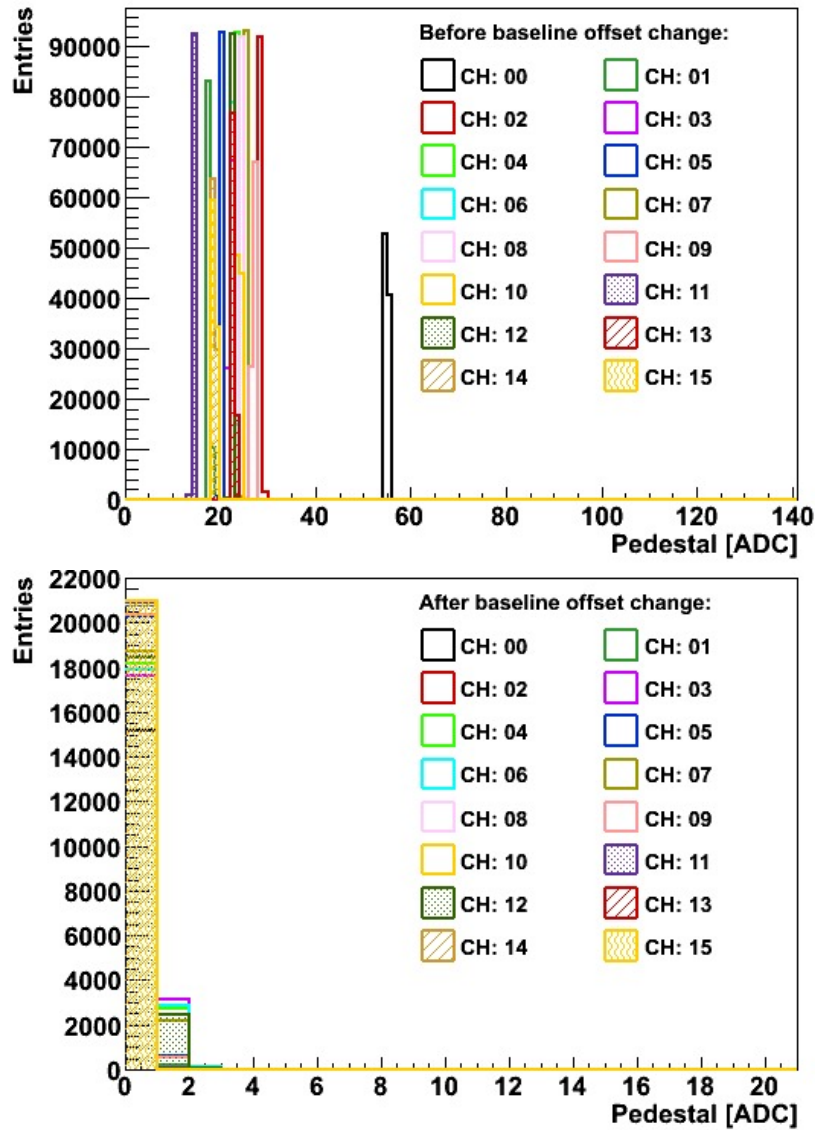 Entries
Before baseline offset change:
CH: 00 CH: 01
CH: 02 CH: 03
CH: 04 CH: 05
CH: 06 CH: 07
CH: 08 CH: 09
CH: 10 CH: 11
CH: 12 CH: 13
CH: 14 CH: 15
90000
80000
70000
60000
50000
40000
30000
20000
10000
0
0 20 40 60 80 100 120 140
Pedestal [ADC]
Entries
After baseline offset change:
CH: 00 CH: 01
CH: 02 CH: 03
CH: 04 CH: 05
CH: 06 CH: 07
CH: 08 CH: 09
CH: 10 CH: 11
CH: 12 CH: 13
CH: 14 CH: 15
22000
20000
18000
16000
14000
12000
10000
8000
6000
4000
2000
0
0 2 4 6 8 10 12 14 16 18 20
Pedestal [ADC]